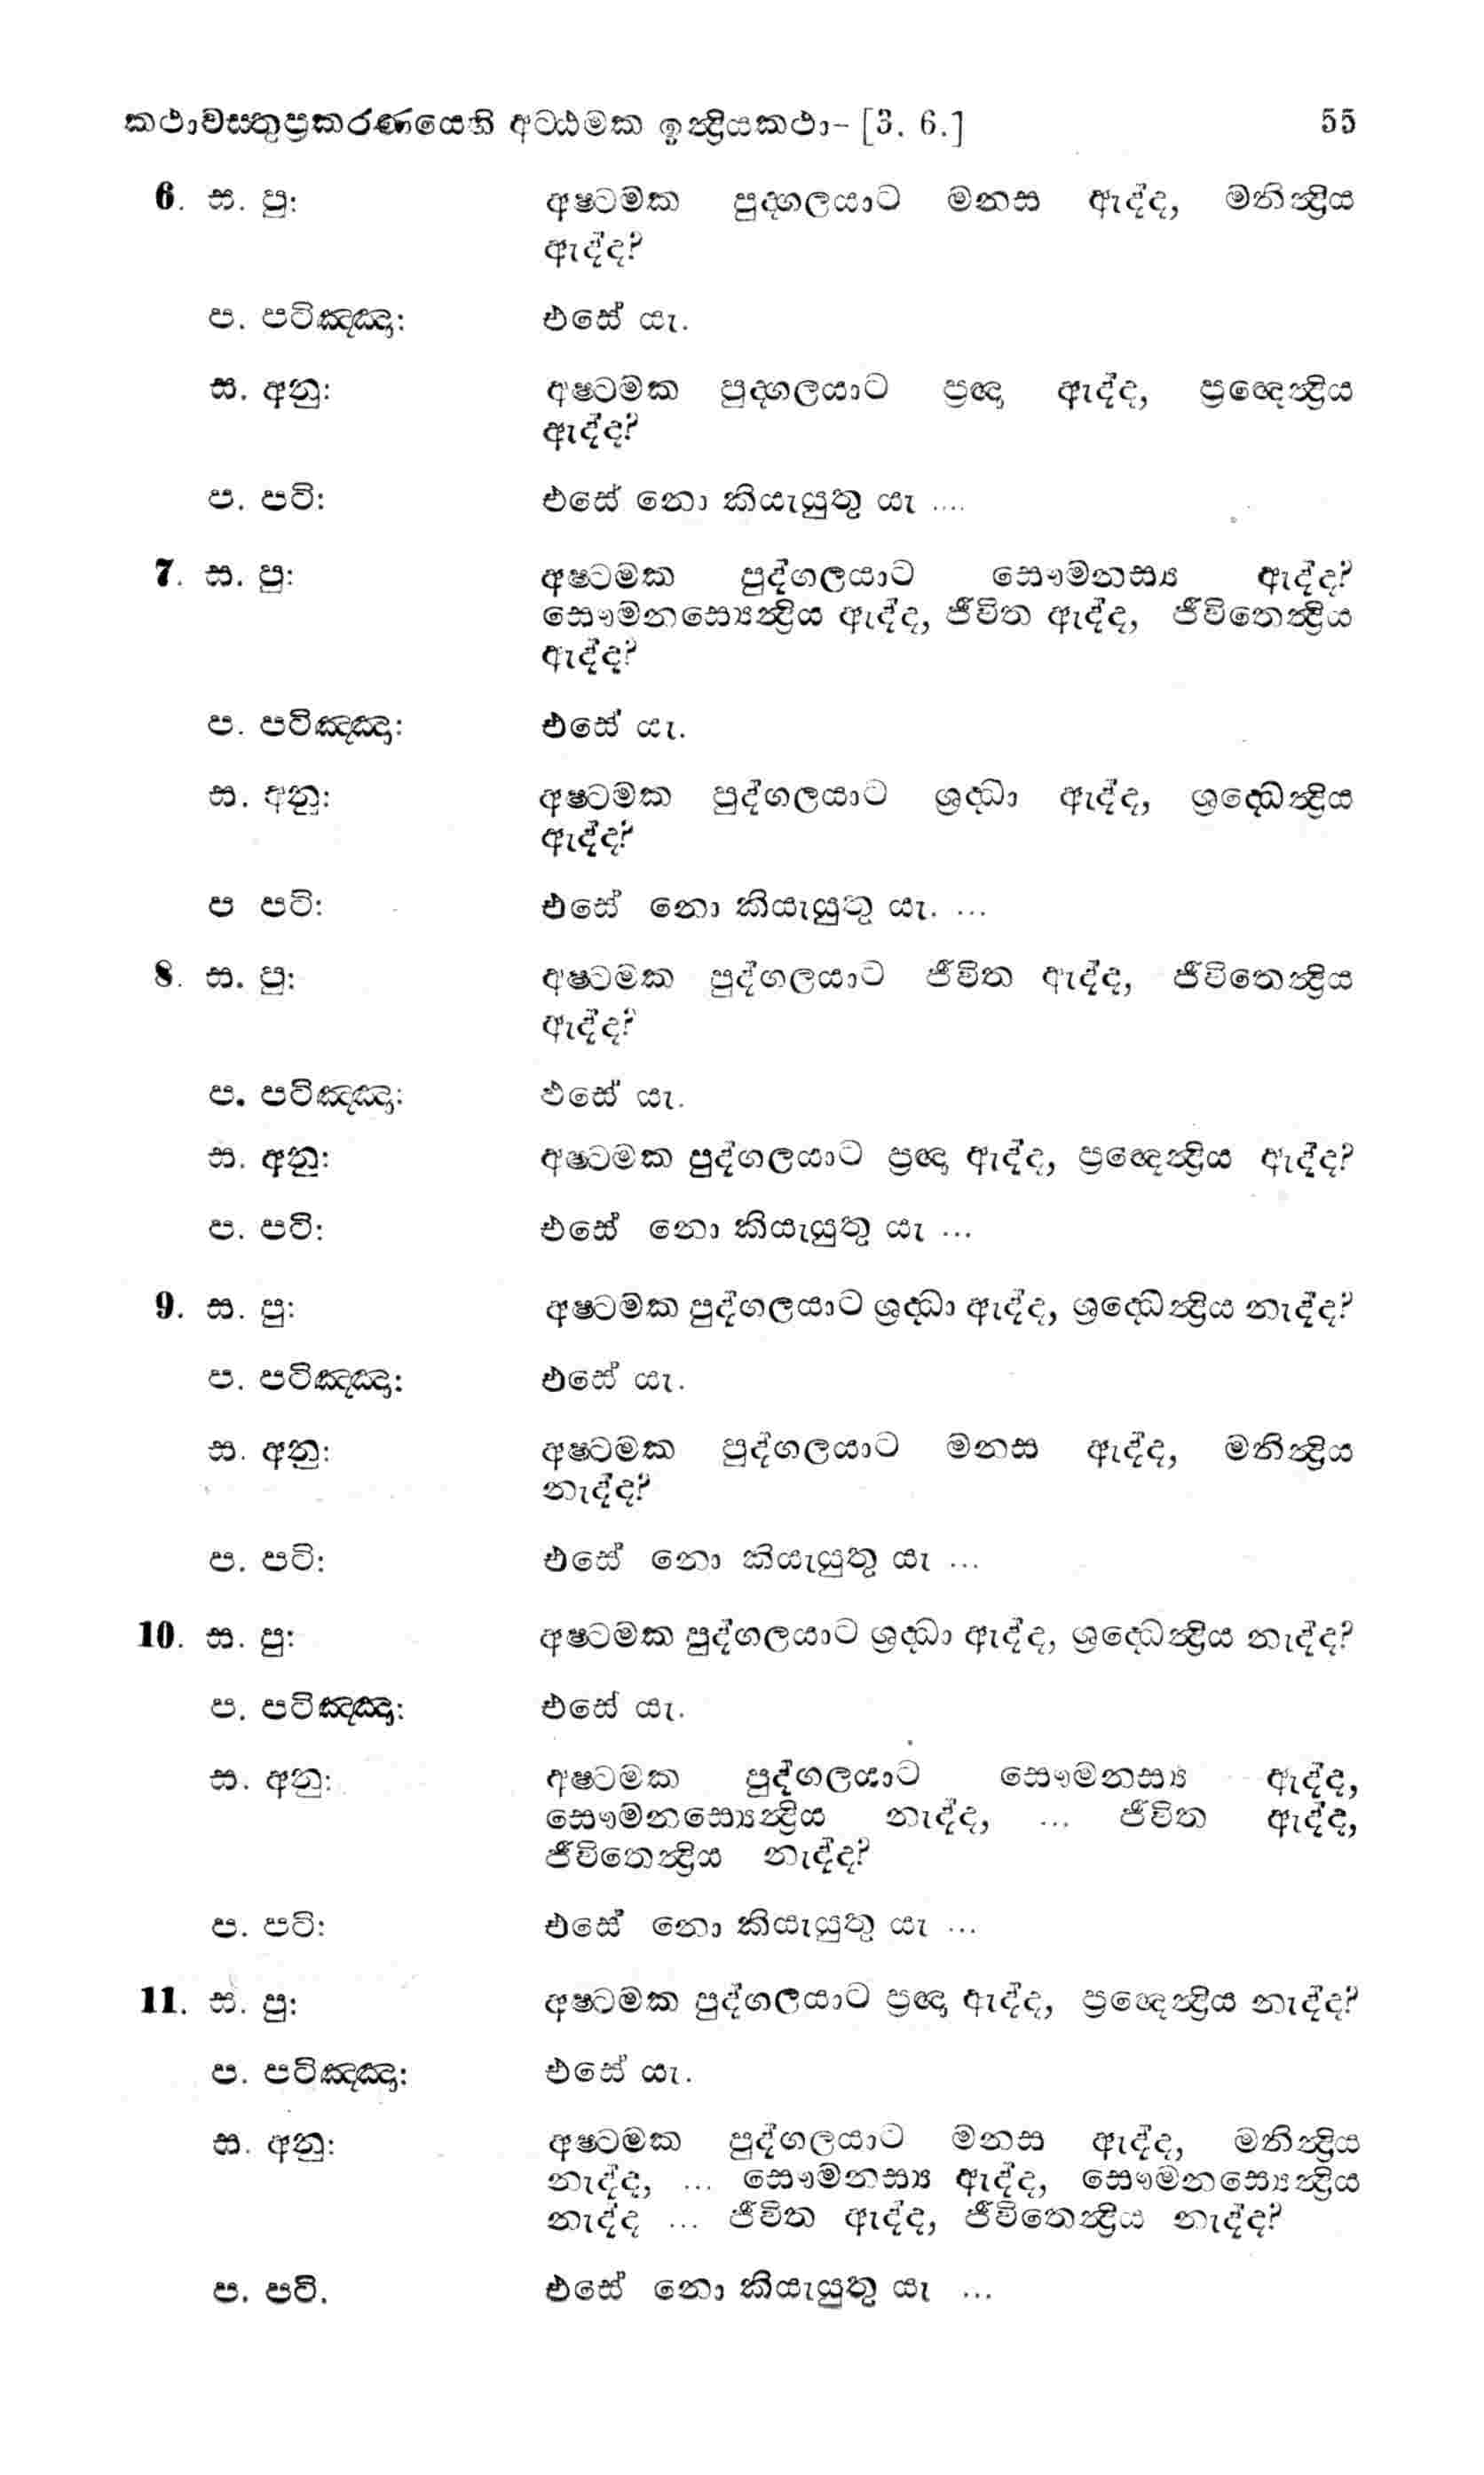 කථාවස්තුප්‍රකරණයෙහි අට්ඨමක ඉන්ද්‍රියකථා- [3. 6.] 55
6. ස. පු: අෂ්ටමක පුද්ගලයාට මනස ඇද්ද, මනින්ද්‍රිය
ඇද්ද?
ප. පටිඤ්ඤා: එසේ යැ.
ස. අනු: අෂ්ටමක පුද්ගලයාට ප්‍රඥා ඇද්ද, ප්‍රඥෙන්ද්‍රිය
ඇද්ද?
ප. පටි: එසේ නො කියැයුතු යැ ....
7. ස. පු: අෂ්ටමක පුද්ගලයාට සෞමනස්‍ය ඇද්ද?
සෞමනස්‍යෙන්ද්‍රිය ඇද්ද, ජීවිත ඇද්ද, ජීවිතෙන්ද්‍රිය
ඇද්ද?
ප. පටිඤ්ඤා: එසේ යැ.
ස. අනු: අෂ්ටමක පුද්ගලයාට ශ්‍රද්ධා ඇද්ද, ශ්‍රද්ධෙන්ද්‍රිය
ඇද්ද?
ප පටි: එසේ නො කියැයුතු යැ. ...
8. ස. පු: අෂ්ටමක පුද්ගලයාට ජීවිත ඇද්ද, ජීවිතෙන්ද්‍රිය
ඇද්ද?
ප. පටිඤ්ඤා: එසේ යැ.
ස. අනු: අෂ්ටමක පුද්ගලයාට ප්‍රඥා ඇද්ද, ප්‍රඥෙන්ද්‍රිය ඇද්ද?
ප. පටි: එසේ නො කියැයුතු යැ ...
9. ස. පු: අෂ්ටමක පුද්ගලයාට ශ්‍රද්ධා ඇද්ද, ශ්‍රද්ධෙන්ද්‍රිය නැද්ද?
ප. පටිඤ්ඤා: එසේ යැ.
ස. අනු: අෂ්ටමක පුද්ගලයාට මනස ඇද්ද, මනින්ද්‍රිය
නැද්ද?
ප. පටි: එසේ නො කියැයුතු යැ ...
10. ස. පු: අෂ්ටමක පුද්ගලයාට ශ්‍රද්ධා ඇද්ද, ශ්‍රද්ධෙන්ද්‍රිය නැද්ද?
ප. පටිඤ්ඤා: එසේ යැ.
ස. අනු: අෂ්ටමක පුද්ගලයාට සෞමනස්‍ය ඇද්ද,
සෞමනස්‍යෙන්ද්‍රිය නැද්ද, ... ජීවිත ඇද්ද,
ජීවිතෙන්ද්‍රිය නැද්ද?
ප. පටි: එසේ නො කියැයුතු යැ ...
11. ස. පු: අෂ්ටමක පුද්ගලයාට ප්‍රඥා ඇද්ද, ප්‍රඥෙන්ද්‍රිය නැද්ද?
ප. පටිඤ්ඤා: එසේ යැ.
ස. අනු: අෂ්ටමක පුද්ගලයාට මනස ඇද්ද, මනින්ද්‍රිය
නැද්ද, ... සෞමනස්‍ය ඇද්ද, සෞමනස්‍යෙන්ද්‍රිය
නැද්ද ... ජීවිත ඇද්ද, ජීවිතෙන්ද්‍රිය නැද්ද?
ප. පටි. එසේ නො කියැයුතු යැ ...